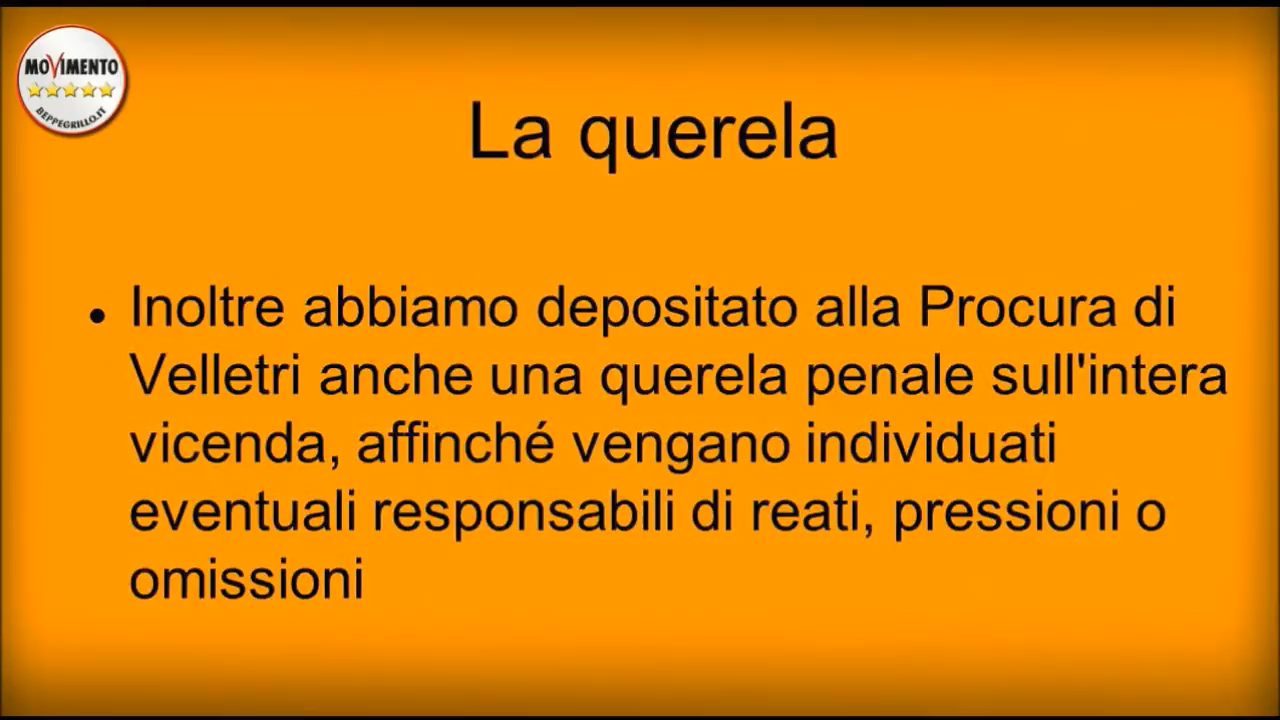 MOVIMENTO
BEPPEGRILLO.IT
La querela
• Inoltre abbiamo depositato alla Procura di
Velletri anche una querela penale sull'intera
vicenda, affinché vengano individuati
eventuali responsabili di reati, pressioni o
omissioni